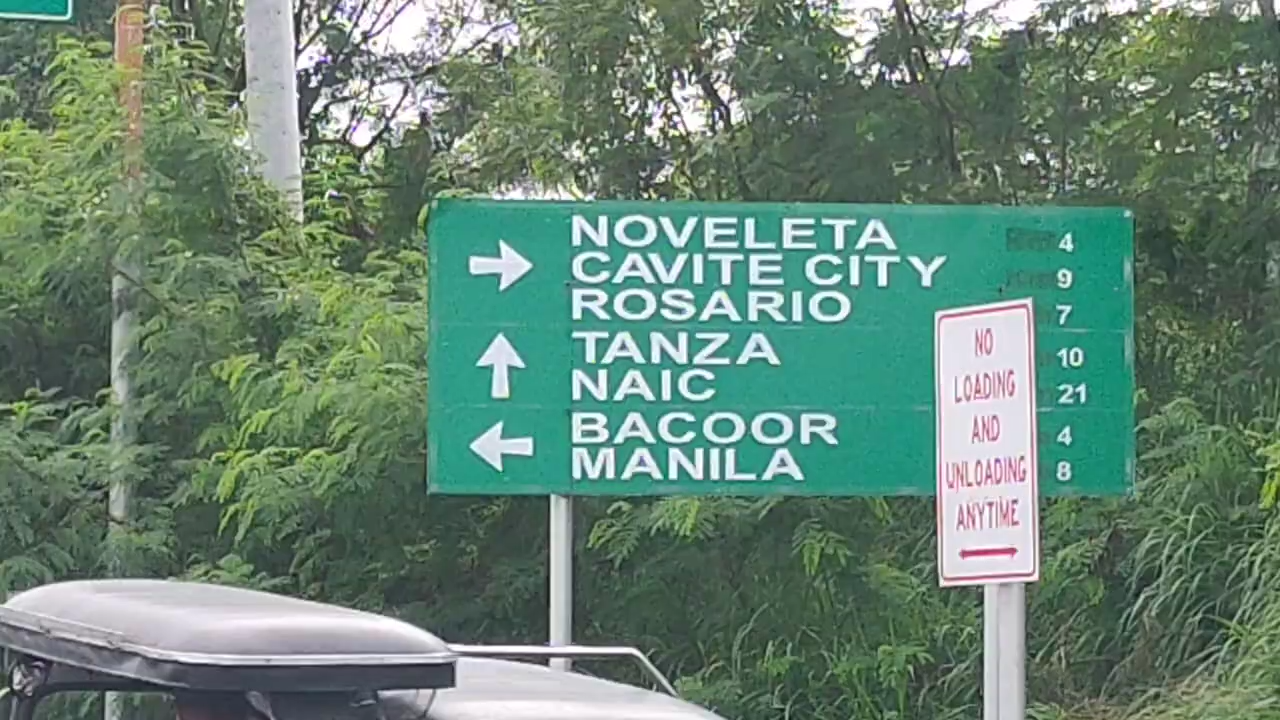 NOVELETA 4
CAVITE CITY 9
ROSARIO 7
TANZA 10
NAIC 21
BACOOR 4
MANILA 8
NO
LOADING
AND
UNLOADING
ANYTIME